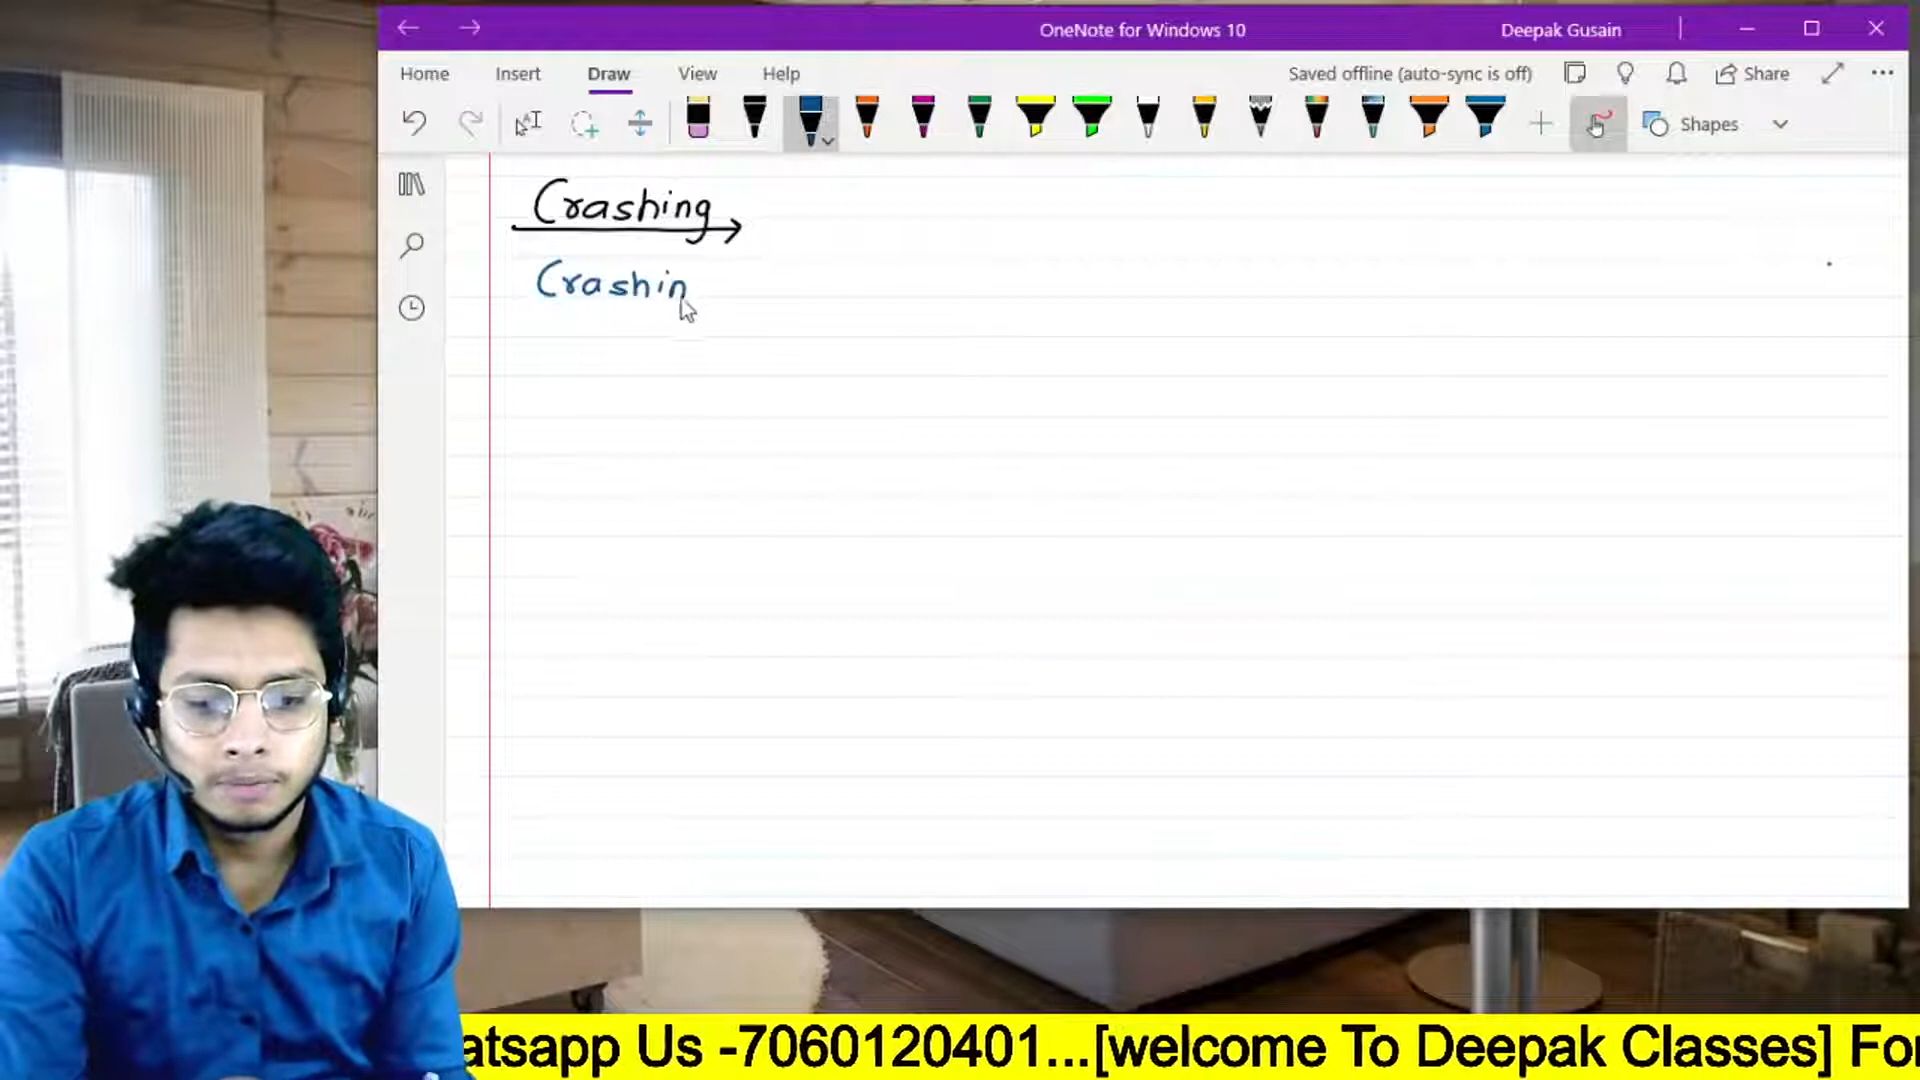 OneNote for Windows 10
Deepak Gusain
Home Insert Draw View Help
Saved offline (auto-sync is off)
Share
Shapes
Crashing
Crashin
atsapp Us -7060120401...[welcome To Deepak Classes] For